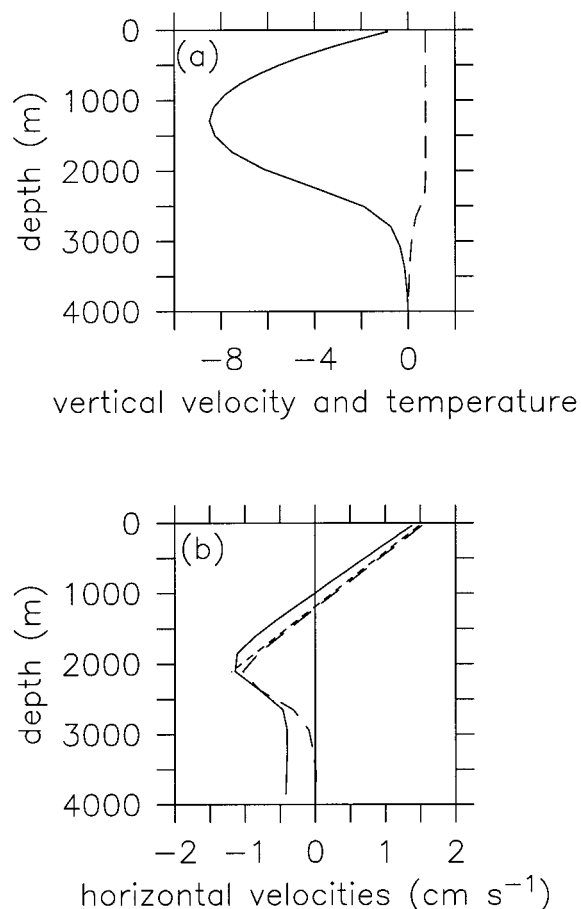 (a)
0
1000
2000
3000
4000
depth (m)
−8 −4 0
vertical velocity and temperature
(b)
0
1000
2000
3000
4000
depth (m)
−2 −1 0 1 2
horizontal velocities (cm s⁻¹)